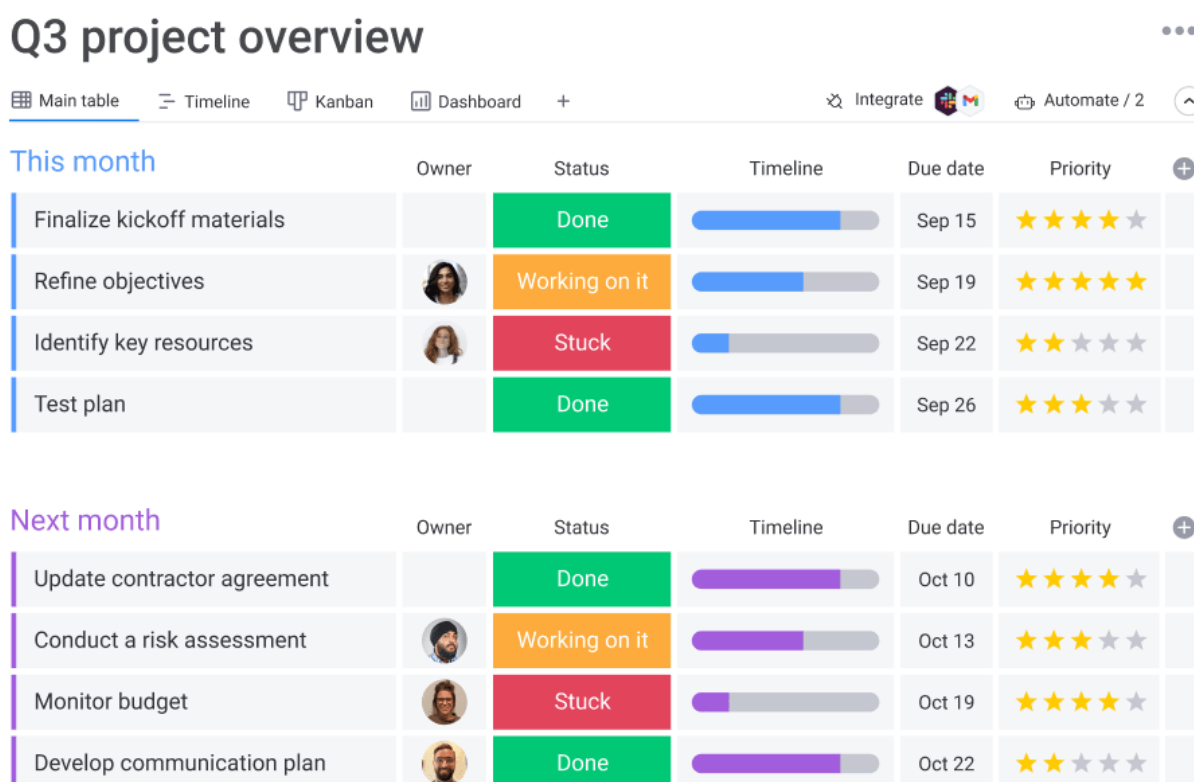 Q3 project overview
Main table Timeline Kanban Dashboard + Integrate Automate / 2
This month Owner Status Timeline Due date Priority
Finalize kickoff materials Done Sep 15
Refine objectives Working on it Sep 19
Identify key resources Stuck Sep 22
Test plan Done Sep 26
Next month Owner Status Timeline Due date Priority
Update contractor agreement Done Oct 10
Conduct a risk assessment Working on it Oct 13
Monitor budget Stuck Oct 19
Develop communication plan Done Oct 22